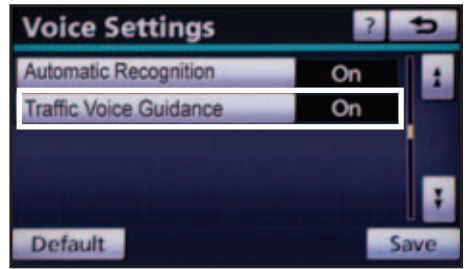 Voice Settings ?
Automatic Recognition On
Traffic Voice Guidance On
Default Save